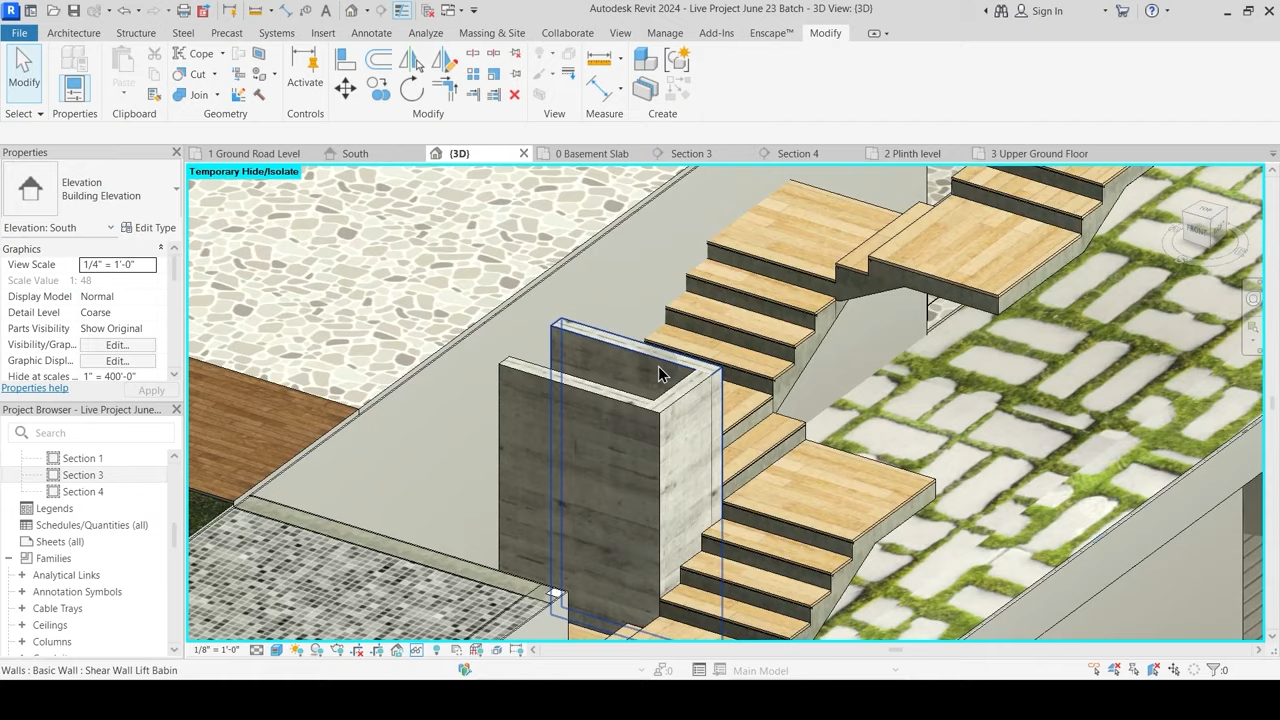 Autodesk Revit 2024 - Live Project June 23 Batch - 3D View: {3D}
Sign In
File
Architecture
Structure
Steel
Precast
Systems
Insert
Annotate
Analyze
Massing & Site
Collaborate
View
Manage
Add-Ins
Enscape™
Modify
Modify
Paste
Cope
Cut
Join
Activate
Select
Properties
Clipboard
Geometry
Controls
Modify
View
Measure
Create
Properties
1 Ground Road Level
South
{3D}
0 Basement Slab
Section 3
Section 4
2 Plinth level
3 Upper Ground Floor
Temporary Hide/Isolate
Elevation
Building Elevation
Elevation: South
Edit Type
Graphics
View Scale
1/4" = 1'-0"
Scale Value
1: 48
Display Model
Normal
Detail Level
Coarse
Parts Visibility
Show Original
Visibility/Grap...
Edit...
Graphic Displ...
Edit...
Hide at scales ...
1" = 400'-0"
Properties help
Apply
Project Browser - Live Project June...
Search
Section 1
Section 3
Section 4
Legends
Schedules/Quantities (all)
Sheets (all)
Families
Analytical Links
Annotation Symbols
Cable Trays
Ceilings
Columns
TOP
FRONT
1/8" = 1'-0"
Walls : Basic Wall : Shear Wall Lift Babin
:0
Main Model
:0